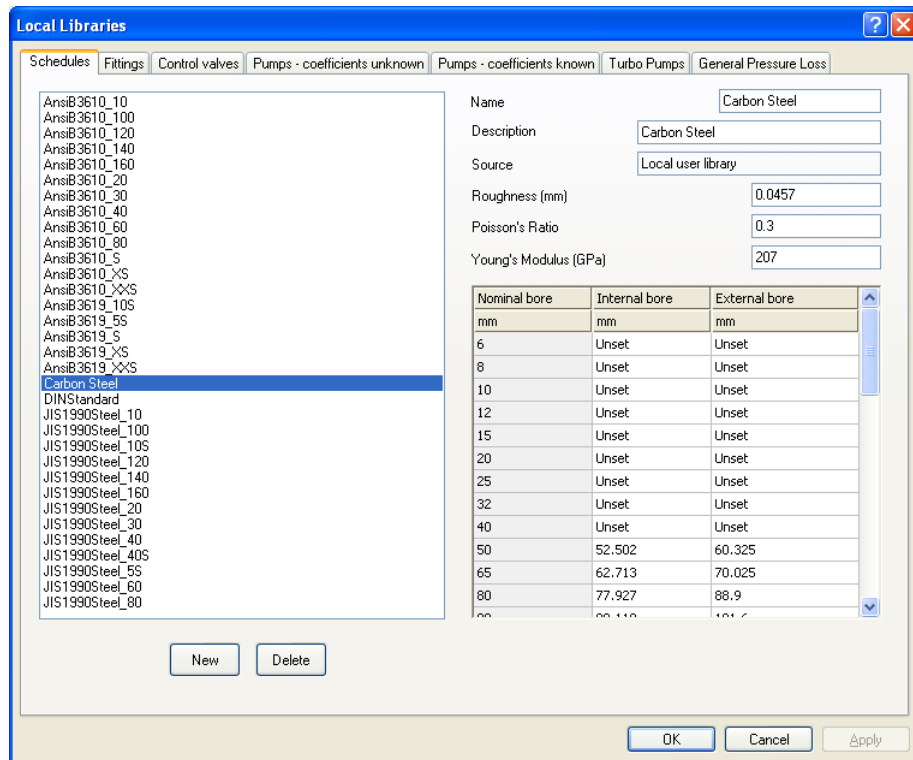 Local Libraries
Schedules Fittings Control valves Pumps - coefficients unknown Pumps - coefficients known Turbo Pumps General Pressure Loss
AnsiB3610_10
AnsiB3610_100
AnsiB3610_120
AnsiB3610_140
AnsiB3610_160
AnsiB3610_20
AnsiB3610_30
AnsiB3610_40
AnsiB3610_60
AnsiB3610_80
AnsiB3610_S
AnsiB3610_XS
AnsiB3610_XXS
AnsiB3619_10S
AnsiB3619_5S
AnsiB3619_S
AnsiB3619_XS
AnsiB3619_XXS
Carbon Steel
DINStandard
JIS1990Steel_10
JIS1990Steel_100
JIS1990Steel_10S
JIS1990Steel_120
JIS1990Steel_140
JIS1990Steel_160
JIS1990Steel_20
JIS1990Steel_30
JIS1990Steel_40
JIS1990Steel_40S
JIS1990Steel_5S
JIS1990Steel_60
JIS1990Steel_80
Name Carbon Steel
Description Carbon Steel
Source Local user library
Roughness (mm) 0.0457
Poisson's Ratio 0.3
Young's Modulus (GPa) 207
Nominal bore Internal bore External bore
mm mm mm
6 Unset Unset
8 Unset Unset
10 Unset Unset
12 Unset Unset
15 Unset Unset
20 Unset Unset
25 Unset Unset
32 Unset Unset
40 Unset Unset
50 52.502 60.325
65 62.713 70.025
80 77.927 88.9
New Delete
OK Cancel Apply